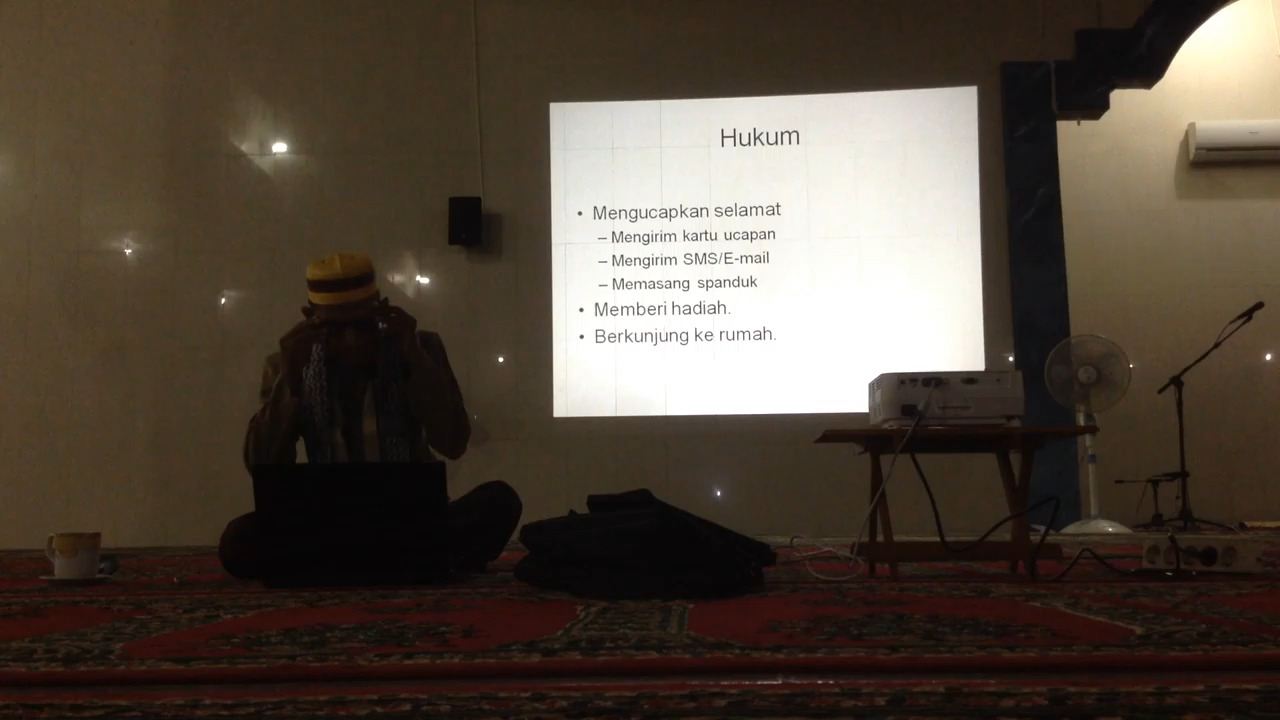 Hukum
• Mengucapkan selamat
– Mengirim kartu ucapan
– Mengirim SMS/E-mail
– Memasang spanduk
• Memberi hadiah.
• Berkunjung ke rumah.